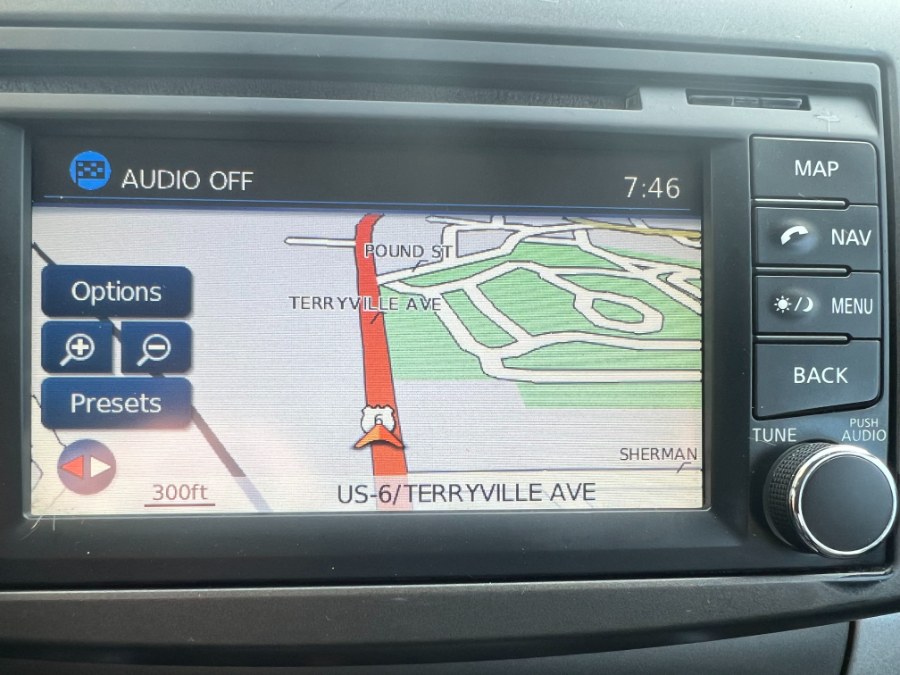 AUDIO OFF
7:46
POUND ST
TERRYVILLE AVE
Options
Presets
6
SHERMAN
300ft
US-6/TERRYVILLE AVE
MAP
NAV
MENU
BACK
TUNE
PUSH
AUDIO